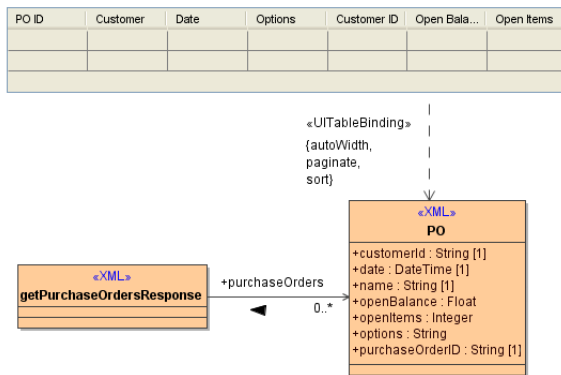 PO ID Customer Date Options Customer ID Open Bala... Open Items
«UITableBinding»
{autoWidth,
paginate,
sort}
«XML»
PO
+customerId : String [1]
+date : DateTime [1]
+name : String [1]
+openBalance : Float
+openItems : Integer
+options : String
+purchaseOrderID : String [1]
«XML»
getPurchaseOrdersResponse
+purchaseOrders
0..*